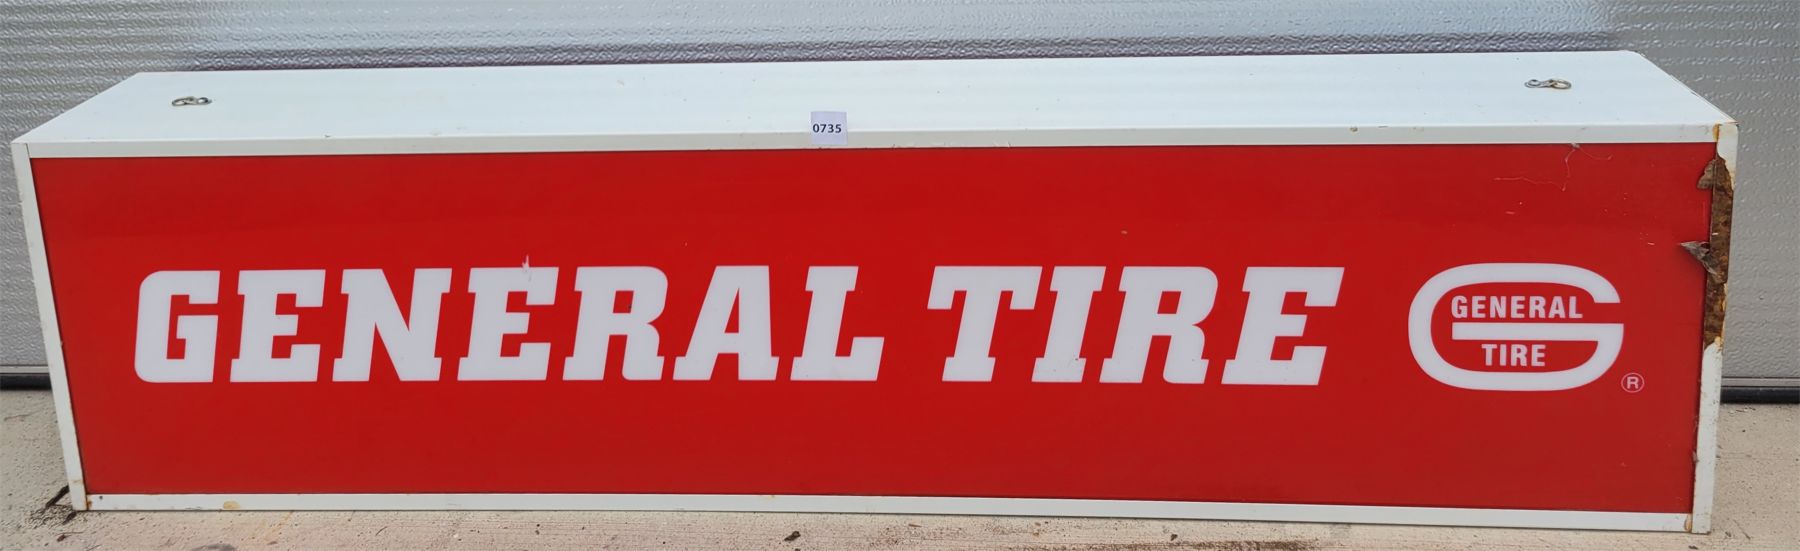 0735
GENERAL TIRE
GENERAL
TIRE
®